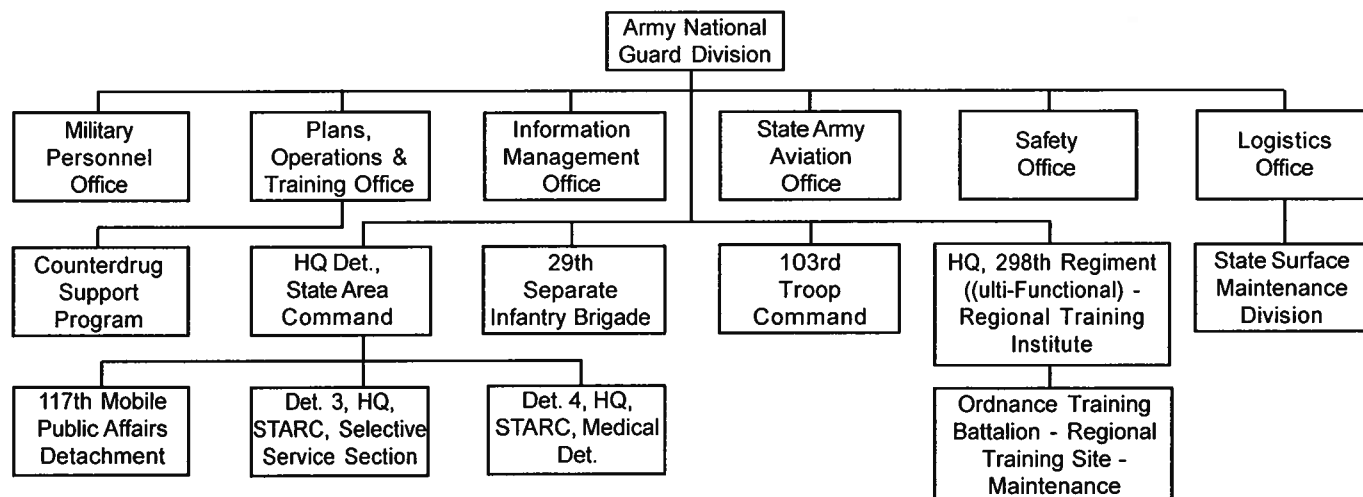 Army National
Guard Division
Military
Personnel
Office
Plans,
Operations &
Training Office
Information
Management
Office
State Army
Aviation
Office
Safety
Office
Logistics
Office
Counterdrug
Support
Program
HQ Det.,
State Area
Command
29th
Separate
Infantry Brigade
103rd
Troop
Command
HQ, 298th Regiment
((ulti-Functional) -
Regional Training
Institute
State Surface
Maintenance
Division
117th Mobile
Public Affairs
Detachment
Det. 3, HQ,
STARC, Selective
Service Section
Det. 4, HQ,
STARC, Medical
Det.
Ordnance Training
Battalion - Regional
Training Site -
Maintenance